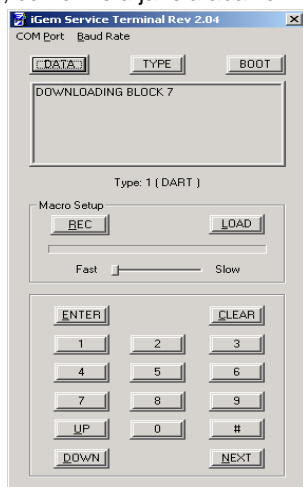 iGem Service Terminal Rev 2.04
COM Port Baud Rate
DATA TYPE BOOT
DOWNLOADING BLOCK 7
Type: 1 ( DART )
Macro Setup
REC LOAD
Fast Slow
ENTER CLEAR
1 2 3
4 5 6
7 8 9
UP 0 #
DOWN NEXT